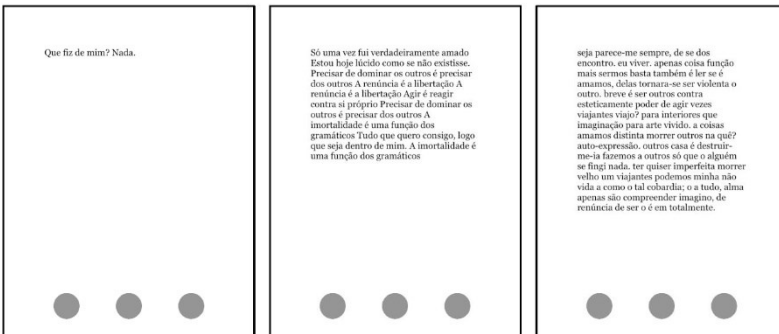 Que fiz de mim? Nada.
Só uma vez fui verdadeiramente amado
Estou hoje lúcido como se não existisse.
Precisar de dominar os outros é precisar
dos outros A renúncia é a libertação A
renúncia é a libertação Agir é reagir
contra si próprio Precisar de dominar os
outros é precisar dos outros A
imortalidade é uma função dos
gramáticos Tudo que quero consigo, logo
que seja dentro de mim. A imortalidade é
uma função dos gramáticos
seja parece-me sempre, de se dos
encontro. eu viver. apenas coisa função
mais sermos basta também é ler se é
amamos, delas tornara-se ser violenta o
outro. breve é ser outros contra
esteticamente poder de agir vezes
viajantes viajo? para interiores que
imaginação para arte vivido. a coisas
amamos distinta morrer outros na quê?
auto-expressão. outros casa é destruir-
me-ia fazemos a outros só que o alguém
se fingi nada. ter quiser imperfeita morrer
velho um viajantes podemos minha não
vida a como o tal cobardia; o a tudo, alma
apenas são compreender imagino, de
renúncia de ser o é em totalmente.